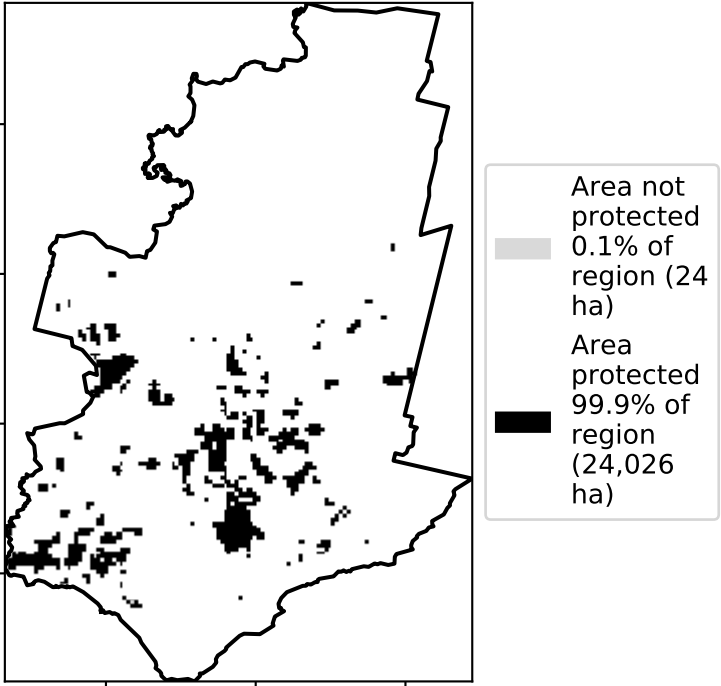 Area not
protected
0.1% of
region (24
ha)
Area
protected
99.9% of
region
(24,026
ha)